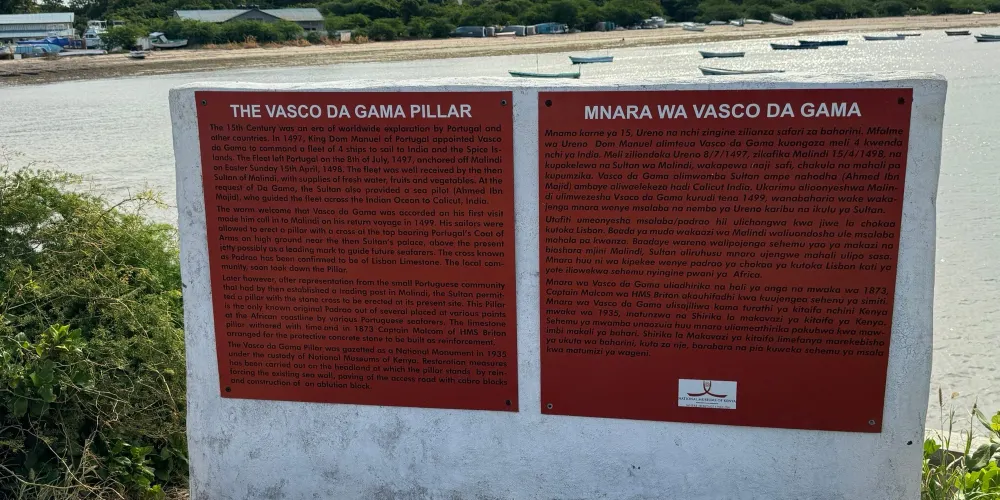 THE VASCO DA GAMA PILLAR
The 15th Century was an era of worldwide exploration by Portugal and
other countries. In 1497, King Dom Manuel of Portugal appointed Vasco
da Gama to command a fleet of 4 ships to sail to India and the Spice Is-
lands. The Fleet left Portugal on the 8th of July, 1497, anchored off Malindi
on Easter Sunday 15th April, 1498. The fleet was well received by the then
Sultan of Malindi, with supplies of fresh water, fruits and vegetables. At the
request of Da Gama, the Sultan also provided a sea pilot (Ahmed Ibn
Majid), who guided the fleet across the Indian Ocean to Calicut, India.
The warm welcome that Vasco da Gama was accorded on his first visit
made him call in to Malindi on his return voyage in 1499. His sailors were
allowed to erect a pillar with a cross at the top bearing Portugal's Coat of
Arms on high ground near the then Sultan's palace, above the present
jetty possibly as a leading mark to guide future seafarers. The cross known
as Padrao has been confirmed to be of Lisbon Limestone. The local com-
munity, soon took down the Pillar.
Later however, after representation from the small Portuguese community
that had by then established a trading post in Malindi, the Sultan permit-
ted a pillar with the stone cross to be erected at its present site. This Pillar
is the only known original Padrao out of several placed at various points
at the African coastline by various Portuguese seafarers. The limestone
pillar withered with time and in 1873 Captain Malcom of HMS Briton
arranged for the protective concrete stone to be built as reinforcement.
The Vasco da Gama Pillar was gazetted as a National Monument in 1935
under the custody of National Museums of Kenya. Restoration measures
has been carried out on the headland of which the pillar stands by rein-
forcing the existing sea wall, paving of the access road with cabro blocks
and construction of an ablution block.
MNARA WA VASCO DA GAMA
Mnamo karne ya 15, Ureno na nchi zingine zilianza safari za baharini. Mfalme
wa Ureno Dom Manuel alimteua Vasco da Gama kuongoza meli 4 kwenda
nchi ya India. Meli ziliondoka Ureno 8/7/1497, zikafika Malindi 15/4/1498, na
kupokelewa na Sultan wa Malindi, wakapewa maji safi, chakula na mahali pa
kupumzika. Vasco da Gama alimwomba Sultan ampe nahodha (Ahmed Ibn
Majid) ambaye aliwaelekeza hadi Calicut India. Ukarimu alioonyeshwa Malin-
di ulimwezesha Vsaco da Gama kurudi tena 1499, wanabaharia wake waka-
jenga mnara wenye msalaba na nembo ya Ureno karibu na ikulu ya Sultan.
Utafiti umeonyesha malaba/padrao hii ulichongwa kwa jiwe la chokaa
kutoka Lisbon. Baada ya muda wakaazi wa Malindi waliuondosha ule msalaba
mahala pa kwanza. Baadaye wareno walipojenga sehemu yao ya makazi na
biashara mjini Malindi, Sultan aliruhusu mnara ujengwe mahali ulipo sasa.
Mnara huu ni wa kipekee wenye padrao ya chokaa ya kutoka Lisbon kati ya
yote iliowekwa sehemu nyingine pwani ya Africa.
Mnara wa Vasco da Gama uliadhirika na hali ya anga na mwaka wa 1873,
Captain Malcom wa HMS Britan ukauhifadhi kwa kuujengea sehemu ya simiti.
Mnara wa Vasco da Gama ulisajiliwa kama turathi ya kitaifa nchini Kenya
mwaka wa 1935, inatunzwa na Shirika la makavazi ya kitaifa ya Kenya.
Sehemu ya mwamba unaoshikilia huu mnara uliameathirika pakubwa kwa maw-
imbi makali ya bahari. Shirika la Makavazi ya kitaifa limefanya marekebisho
ya ukuta wa bahari, kuta za nje, barabara na pia kuweka sehemu ya msala
kwa matumizi ya wageni.
NATIONAL MUSEUMS OF KENYA